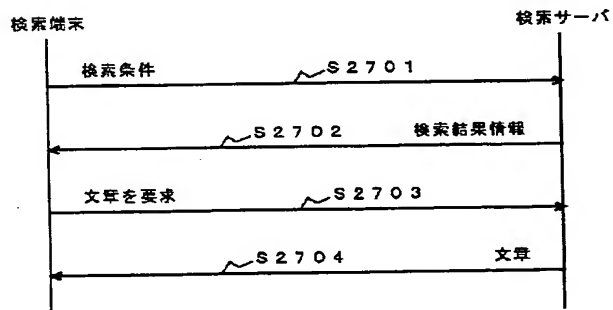 検索端末
検索サーバ
検索条件
S2701
S2702
検索結果情報
文章を要求
S2703
S2704
文章